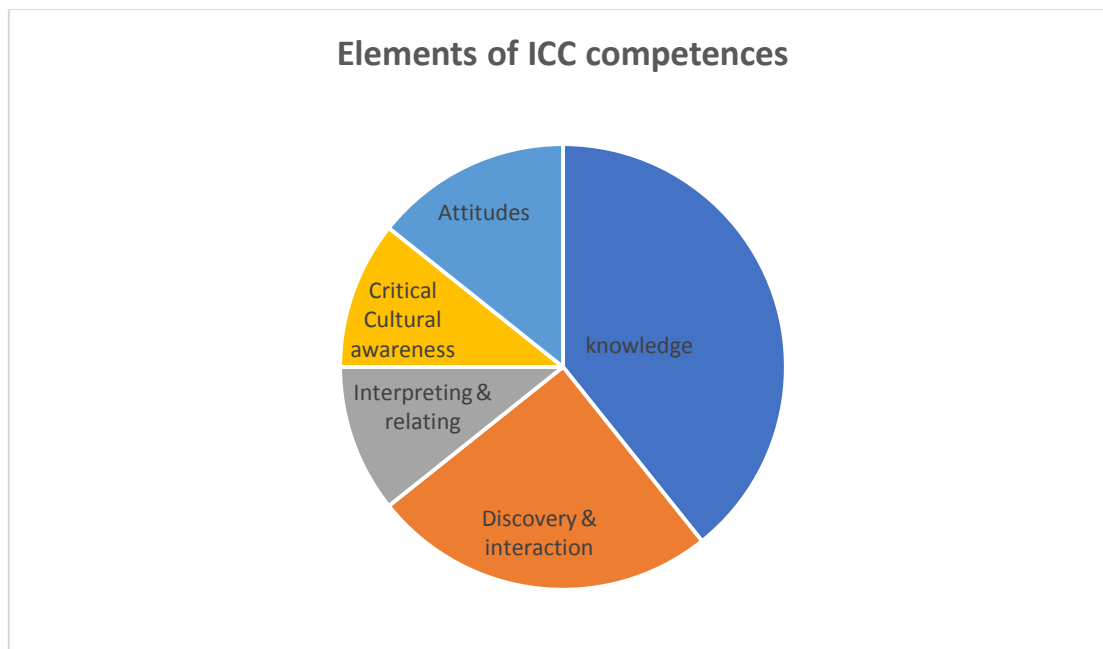 Elements of ICC competences
Attitudes
Critical
Cultural
awareness
knowledge
Interpreting &
relating
Discovery &
interaction